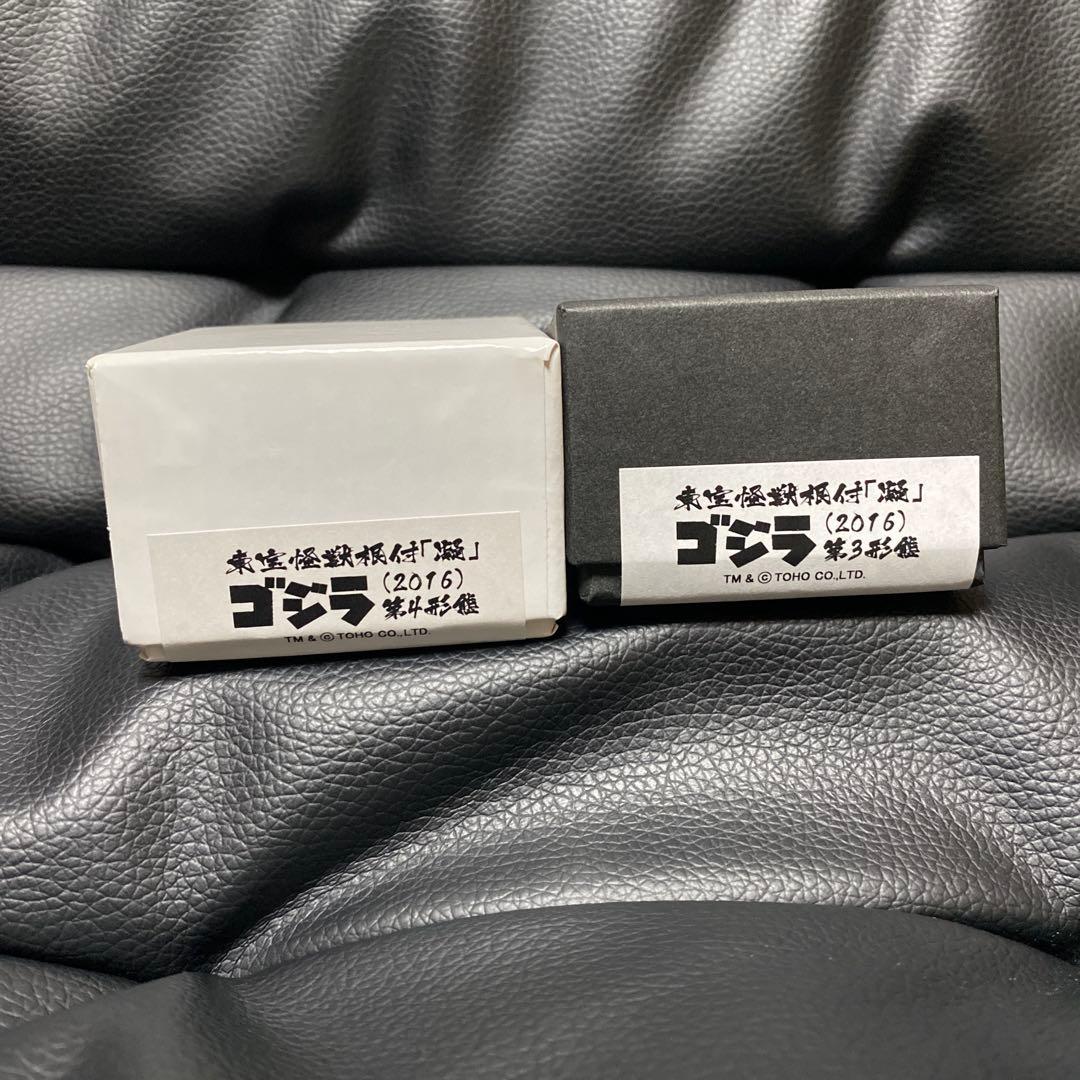 東宝怪獣根付「凝」
ゴジラ(2016)
第4形態
TM & ©TOHO CO.,LTD.
東宝怪獣根付「凝」
ゴジラ(2016)
第3形態
TM & ©TOHO CO.,LTD.